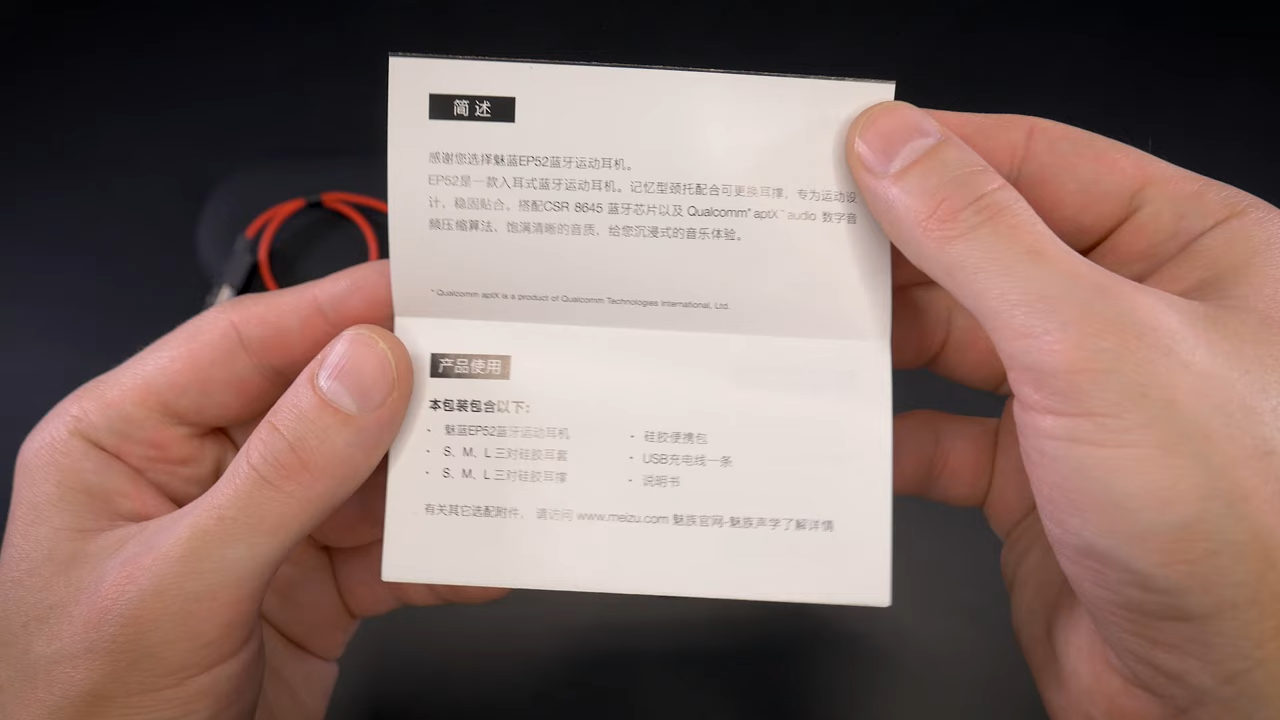 简述
感谢您选择魅蓝EP52蓝牙运动耳机。
EP52是一款入耳式蓝牙运动耳机。记忆型颈托配合可更换耳撑，专为运动设
计，稳固贴合。搭配CSR 8645 蓝牙芯片以及 Qualcomm® aptX™ audio 数字音
频压缩算法，饱满清晰的音质，给您沉浸式的音乐体验。
* Qualcomm aptX is a product of Qualcomm Technologies International, Ltd.
产品使用
本包装包含以下：
· 魅蓝EP52蓝牙运动耳机
· 硅胶便携包
· S、M、L 三对硅胶耳套
· USB充电线一条
· S、M、L 三对硅胶耳撑
· 说明书
有关其它选配附件， 请访问 www.meizu.com 魅族官网-魅族声学了解详情